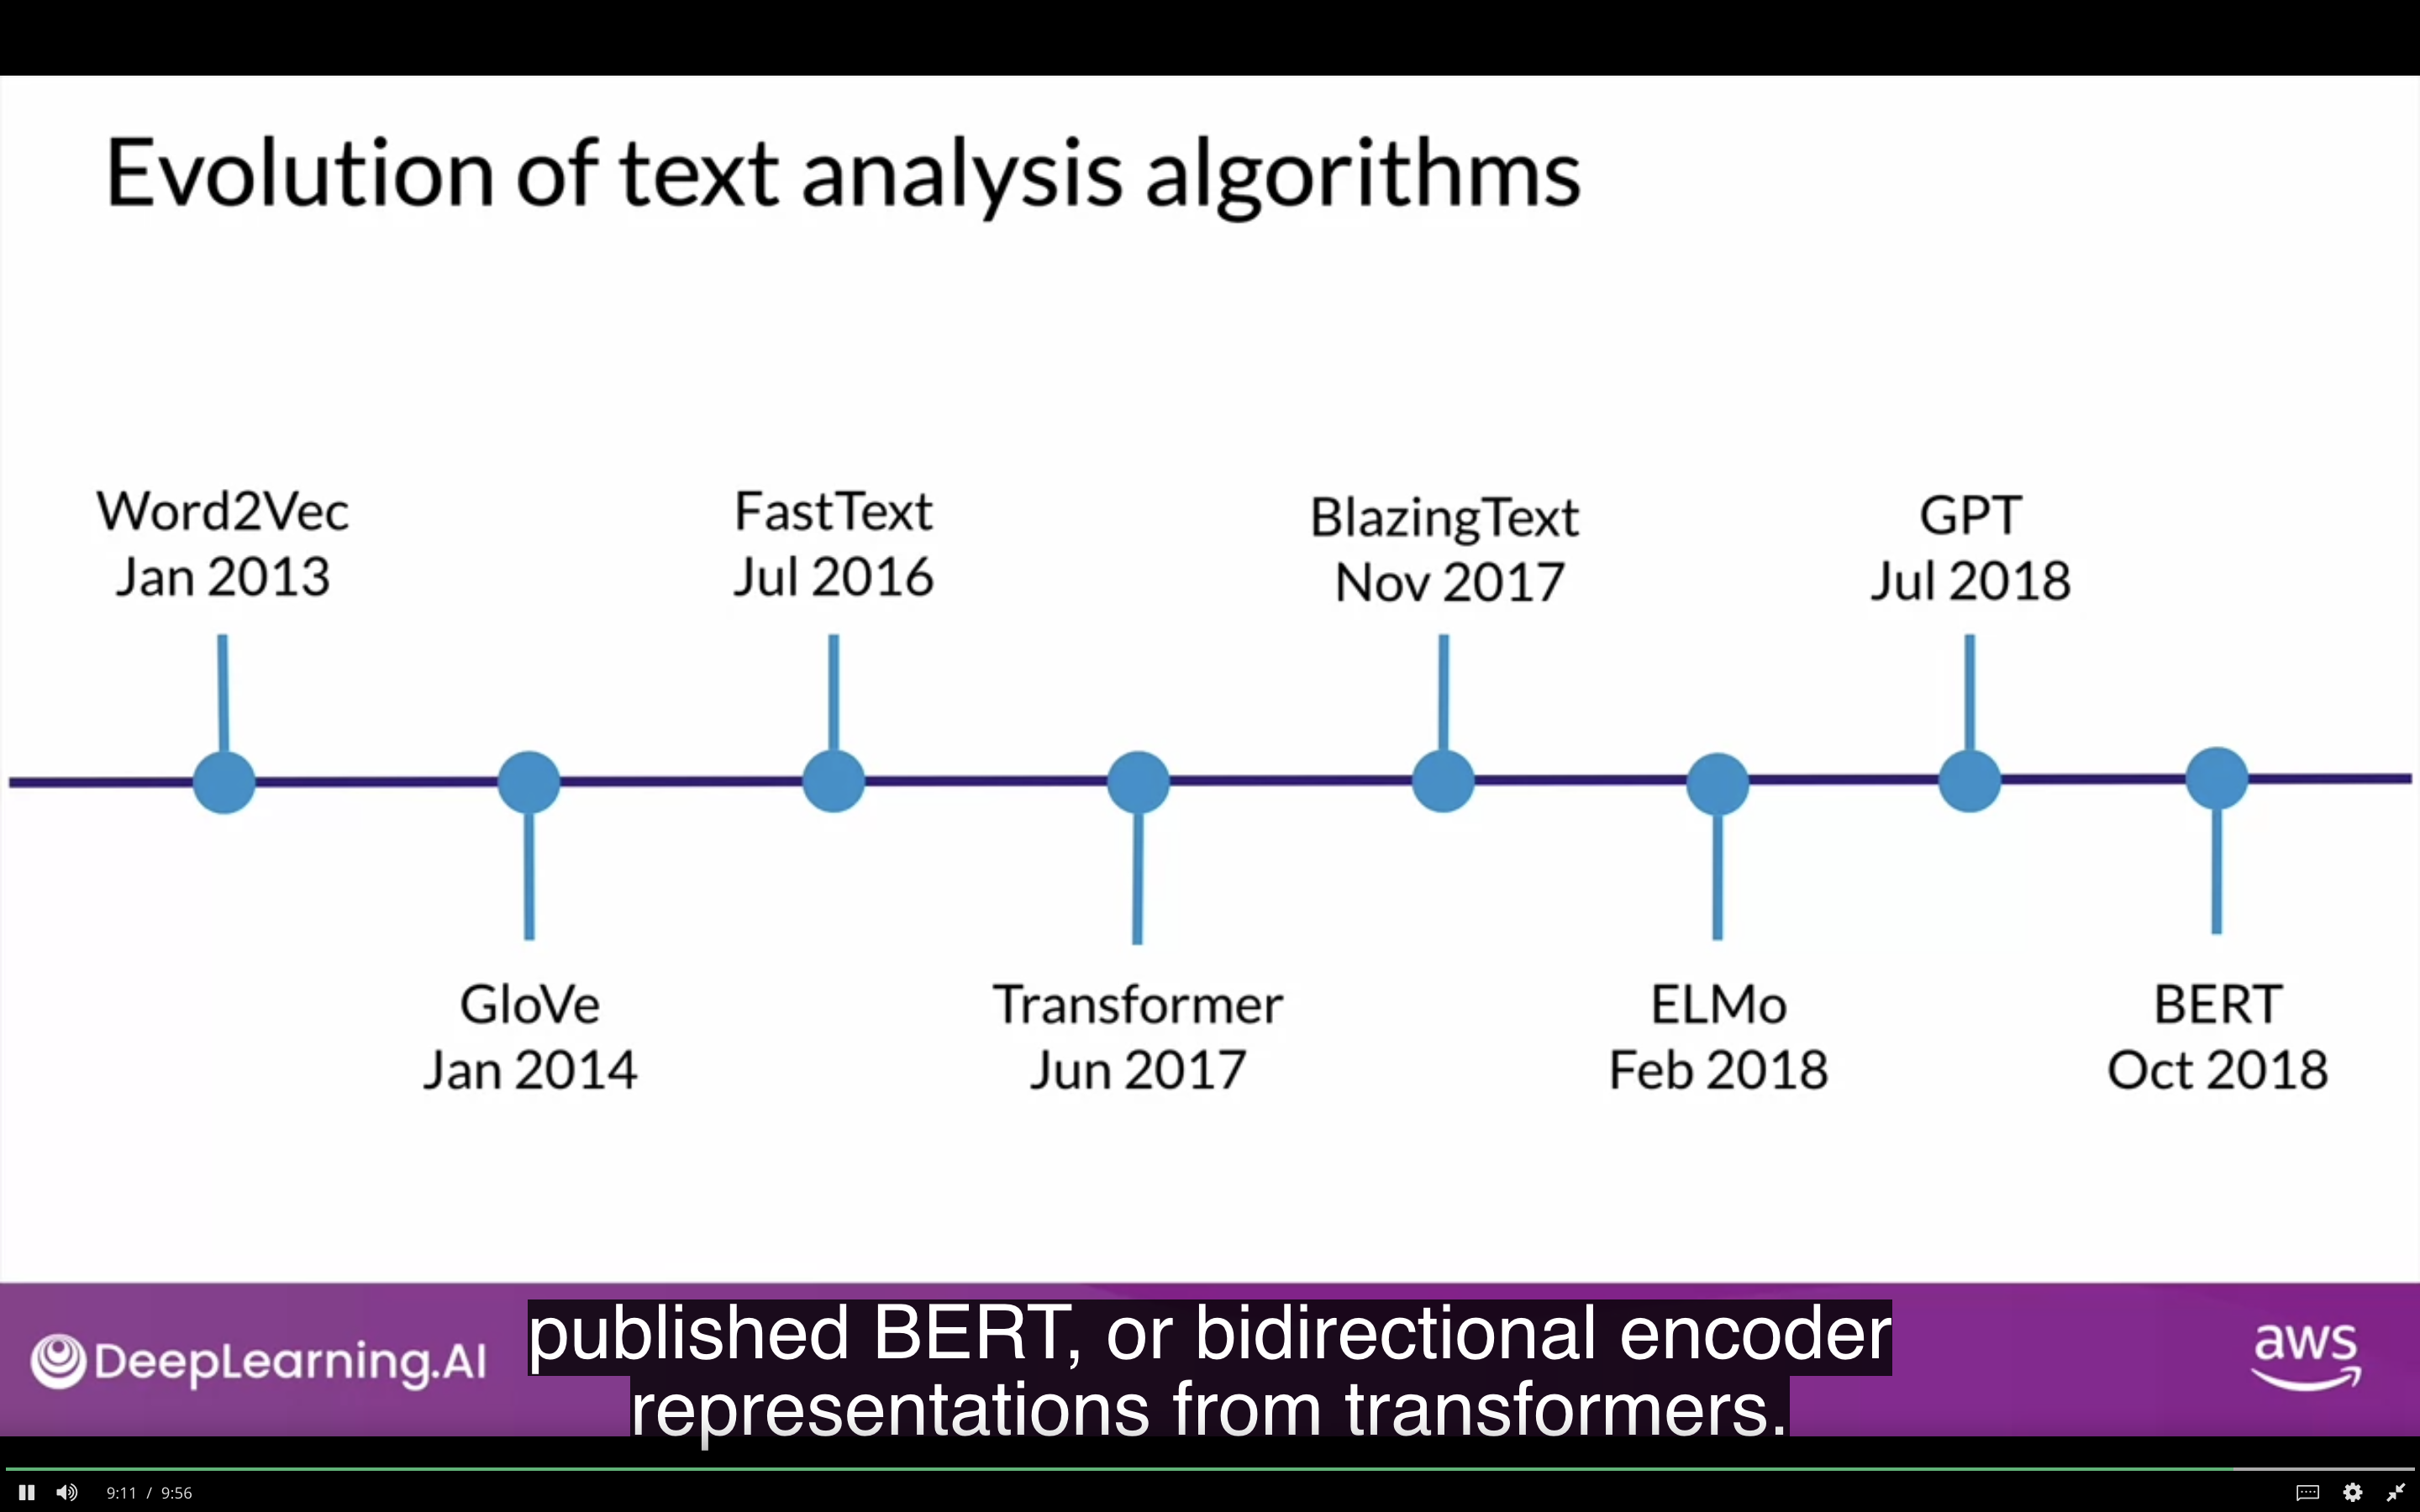 Evolution of text analysis algorithms
Word2Vec
Jan 2013
GloVe
Jan 2014
FastText
Jul 2016
Transformer
Jun 2017
BlazingText
Nov 2017
ELMo
Feb 2018
GPT
Jul 2018
BERT
Oct 2018
DeepLearning.AI
published BERT, or bidirectional encoder
representations from transformers.
aws
9:11 / 9:56